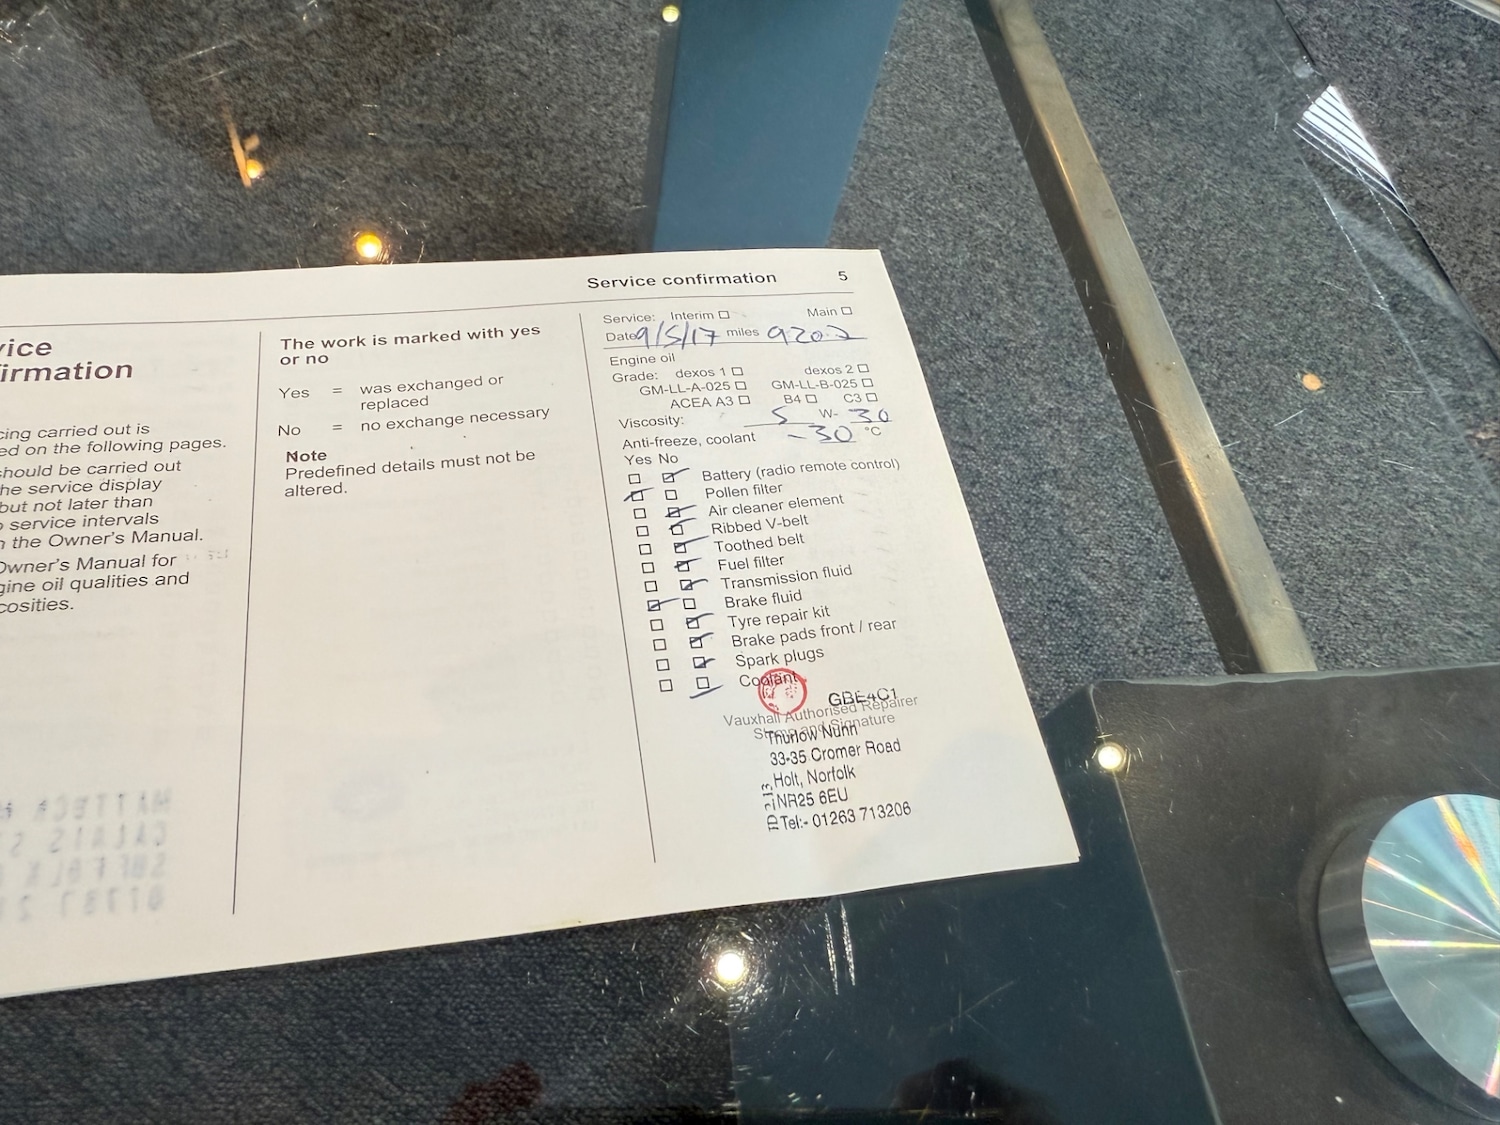 Service confirmation 5
vice
firmation
cing carried out is
ed on the following pages.
should be carried out
he service display
but not later than
service intervals
n the Owner's Manual.
Owner's Manual for
gine oil qualities and
cosities.
The work is marked with yes
or no
Yes = was exchanged or
replaced
No = no exchange necessary
Note
Predefined details must not be
altered.
Service: Interim □ Main □
Date 9/5/17 miles 9202
Engine oil
Grade: dexos 1 □ dexos 2 □
GM-LL-A-025 □ GM-LL-B-025 □
ACEA A3 □ B4 □ C3 □
Viscosity: 5 W- 30
Anti-freeze, coolant -30 °C
Yes No
Battery (radio remote control)
Pollen filter
Air cleaner element
Ribbed V-belt
Toothed belt
Fuel filter
Transmission fluid
Brake fluid
Tyre repair kit
Brake pads front / rear
Spark plugs
Coolant
GBE4C1
Vauxhall Authorised Repairer
Stamp and Signature
Thurlow Nunn
33-35 Cromer Road
Holt, Norfolk
NR25 6EU
Tel:- 01263 713206